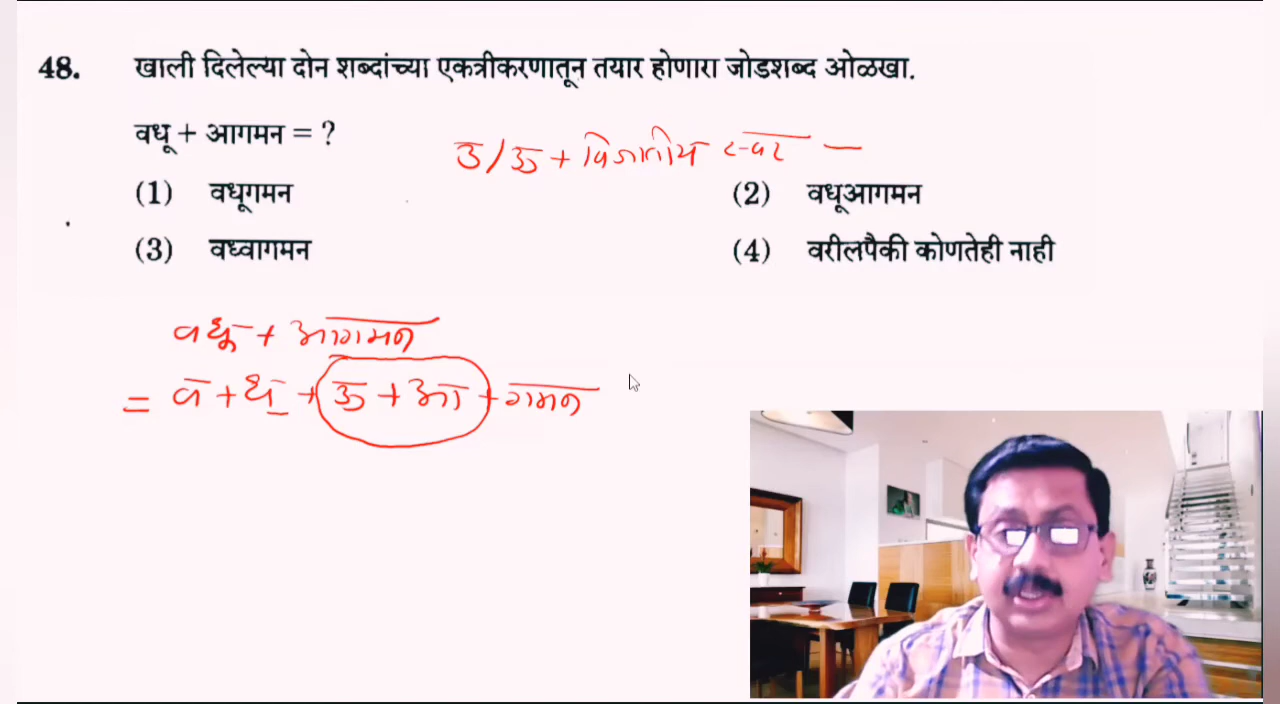 48. खाली दिलेल्या दोन शब्दांच्या एकत्रीकरणातून तयार होणारा जोडशब्द ओळखा.
वधू + आगमन = ?
उ/ऊ + विजातीय स्वर —
(1) वधूगमन (2) वधूआगमन
(3) वध्वागमन (4) वरीलपैकी कोणतेही नाही
वधू + आगमन
= व + ध् + ऊ + आ + गमन